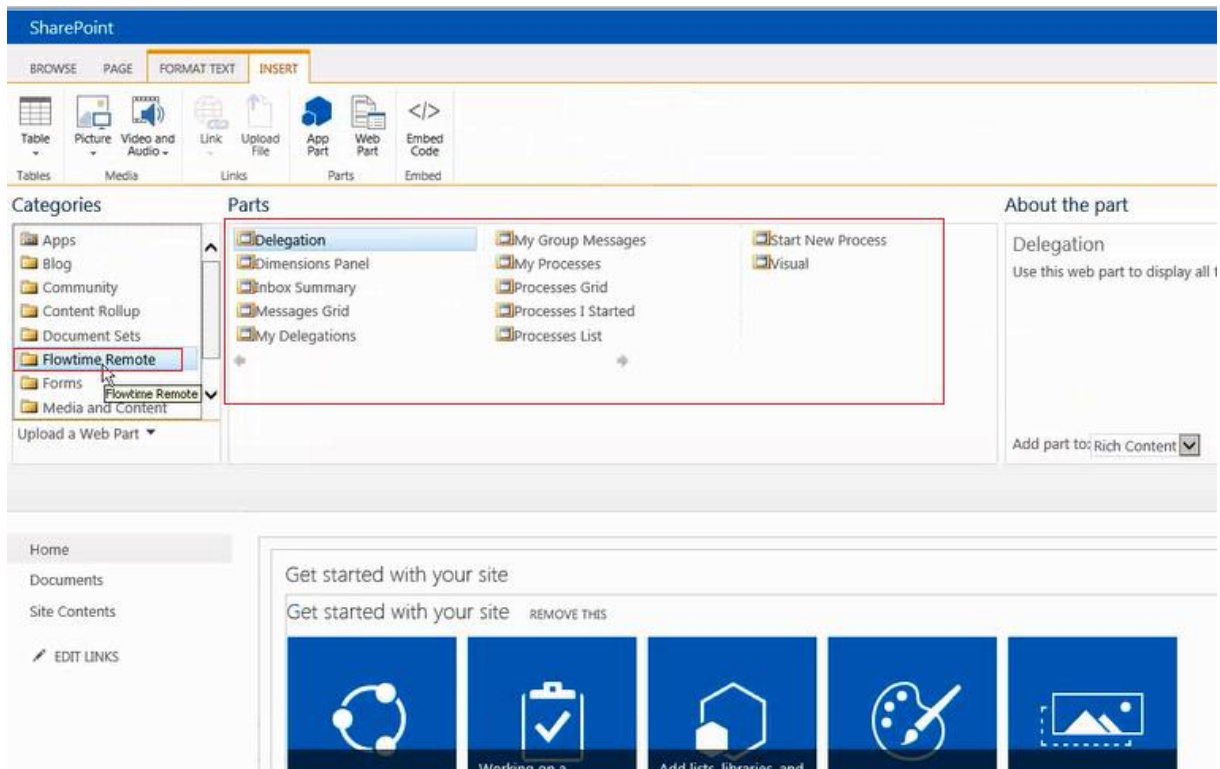 SharePoint
BROWSE PAGE FORMAT TEXT INSERT
Table Picture Video and Audio Link Upload File App Part Web Part Embed Code
Tables Media Links Parts Embed
Categories
Apps
Blog
Community
Content Rollup
Document Sets
Flowtime Remote
Forms
Flowtime Remote
Media and Content
Upload a Web Part
Parts
Delegation
Dimensions Panel
Inbox Summary
Messages Grid
My Delegations
My Group Messages
My Processes
Processes Grid
Processes I Started
Processes List
Start New Process
Visual
About the part
Delegation
Use this web part to display all
Add part to: Rich Content
Home
Documents
Site Contents
EDIT LINKS
Get started with your site
Get started with your site REMOVE THIS
Working on a
Add lists, libraries, and